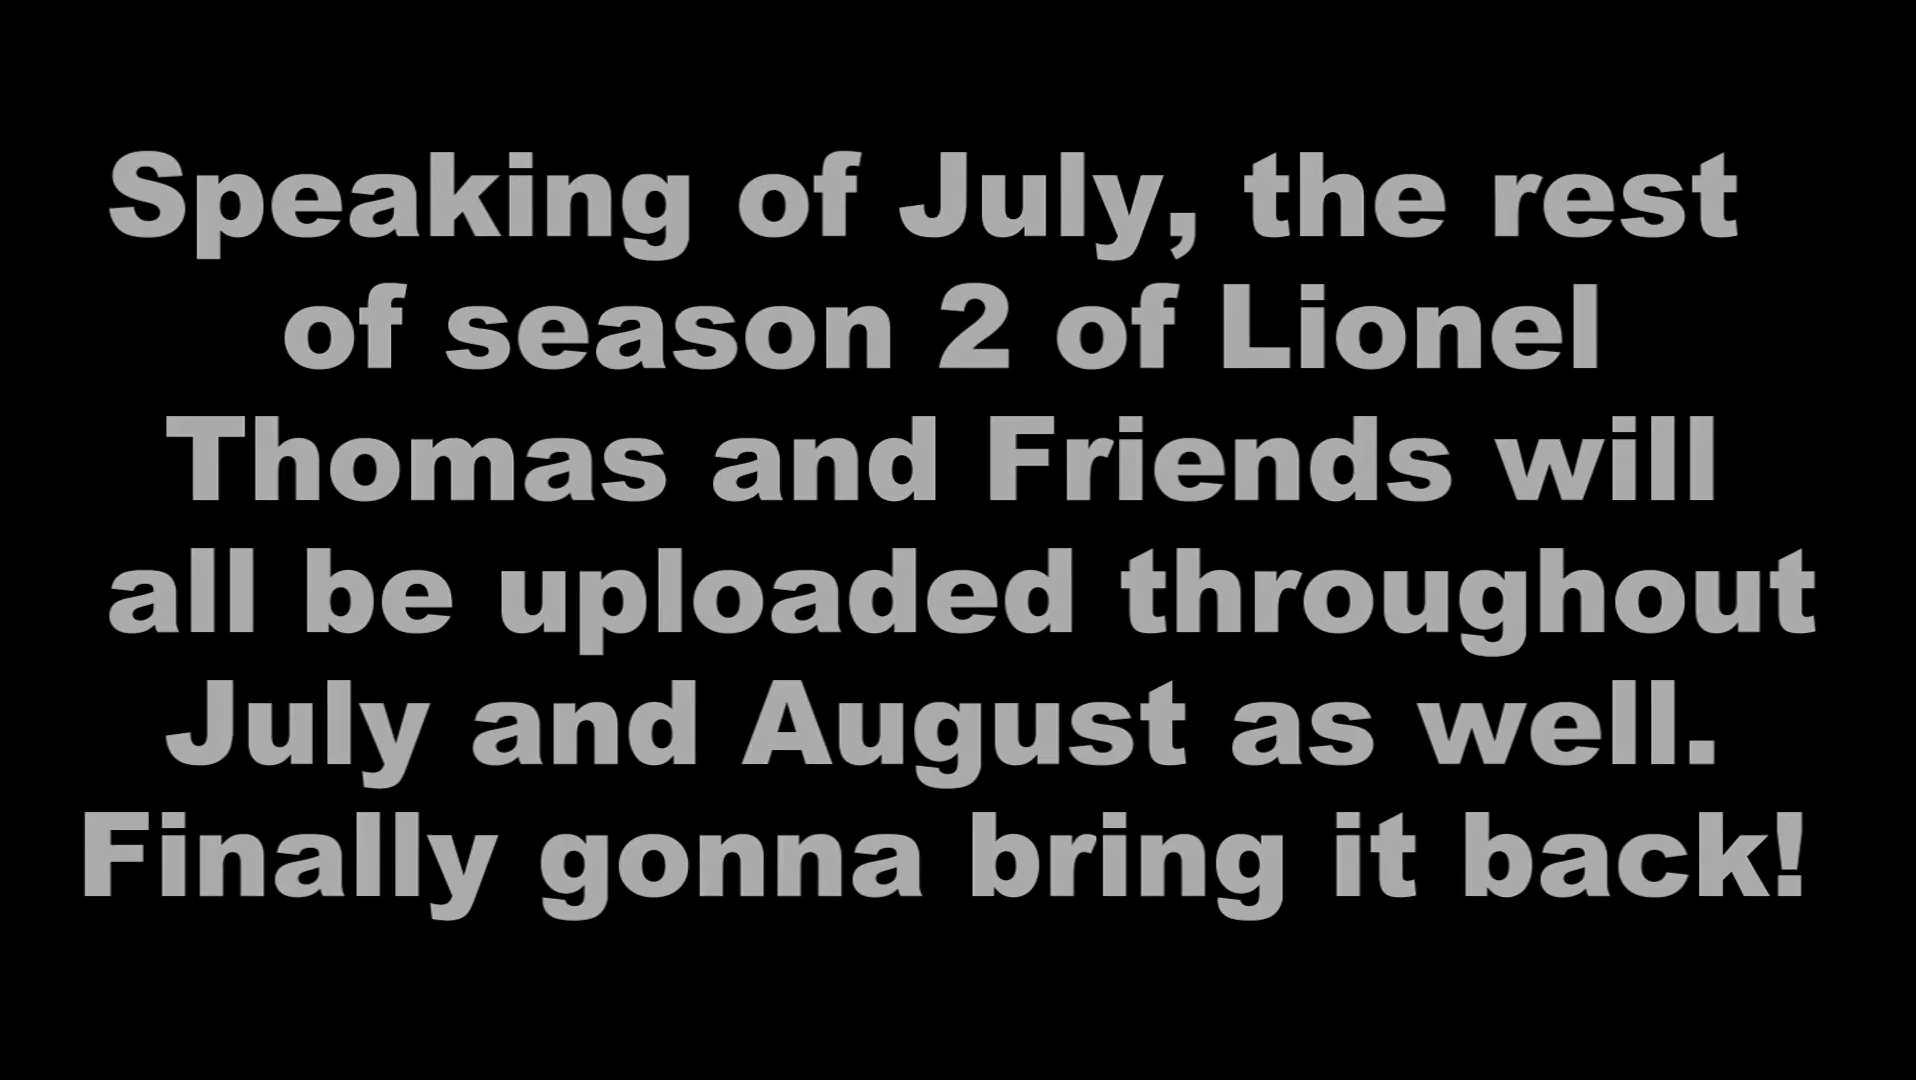 Speaking of July, the rest
of season 2 of Lionel
Thomas and Friends will
all be uploaded throughout
July and August as well.
Finally gonna bring it back!